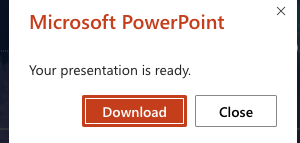 Microsoft PowerPoint
Your presentation is ready.
Download
Close